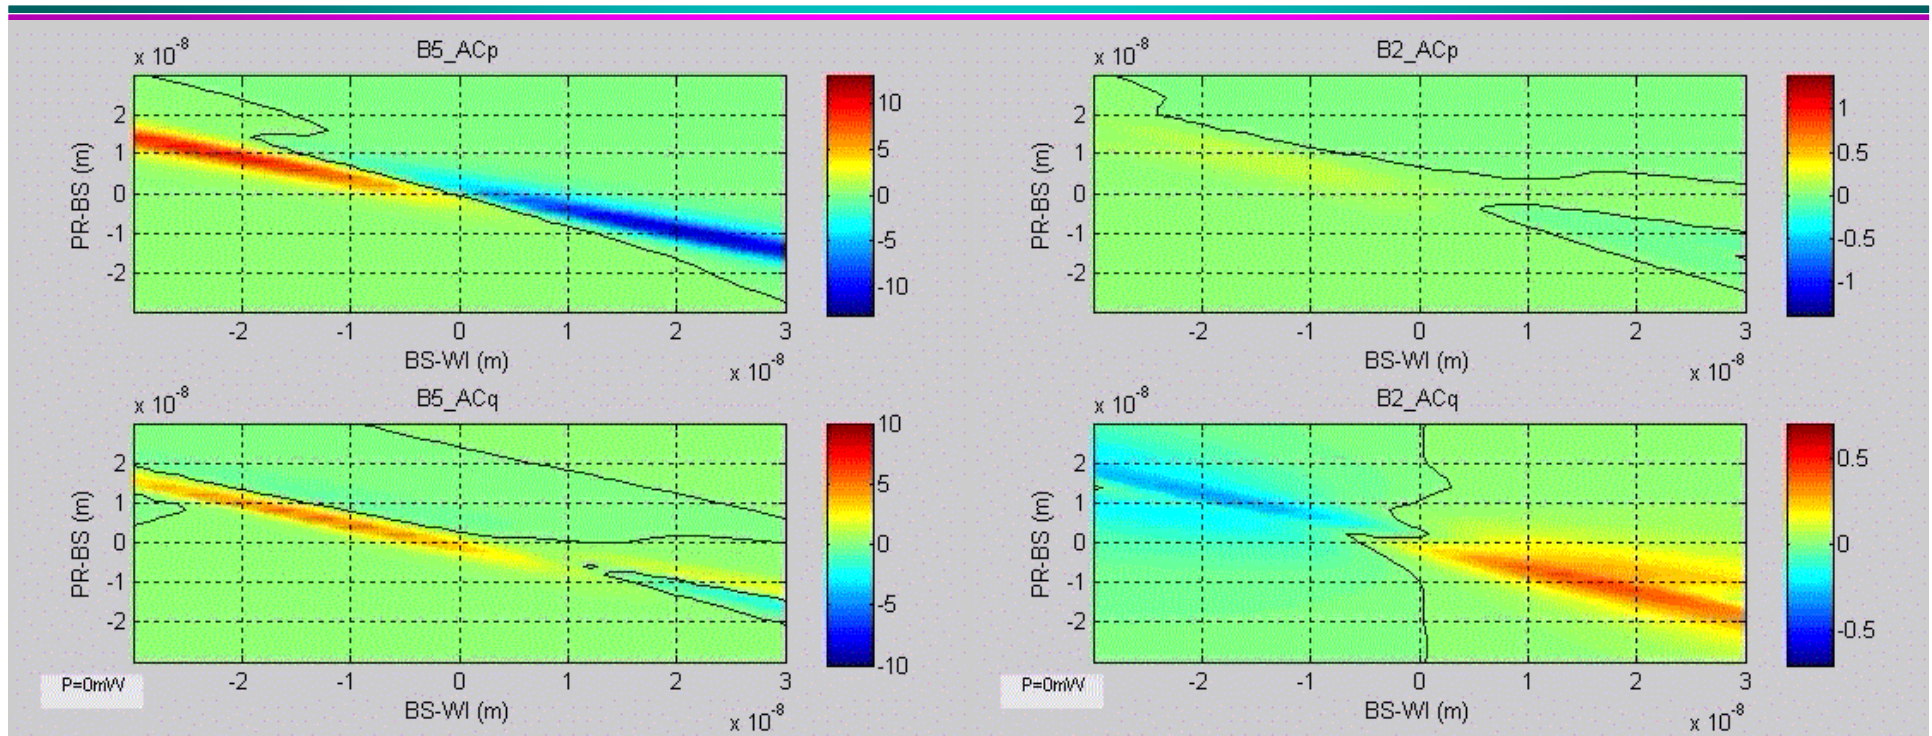 B5_ACp
x 10^-8
PR-BS (m)
2
1
0
-1
-2
-2 -1 0 1 2 3
BS-WI (m)
x 10^-8
10
5
0
-5
-10
B2_ACp
x 10^-8
PR-BS (m)
2
1
0
-1
-2
-2 -1 0 1 2 3
BS-WI (m)
x 10^-8
1
0.5
0
-0.5
-1
B5_ACq
x 10^-8
PR-BS (m)
2
1
0
-1
-2
-2 -1 0 1 2 3
BS-WI (m)
x 10^-8
10
5
0
-5
-10
P=0mW
B2_ACq
x 10^-8
PR-BS (m)
2
1
0
-1
-2
-2 -1 0 1 2 3
BS-WI (m)
x 10^-8
0.5
0
-0.5
P=0mW